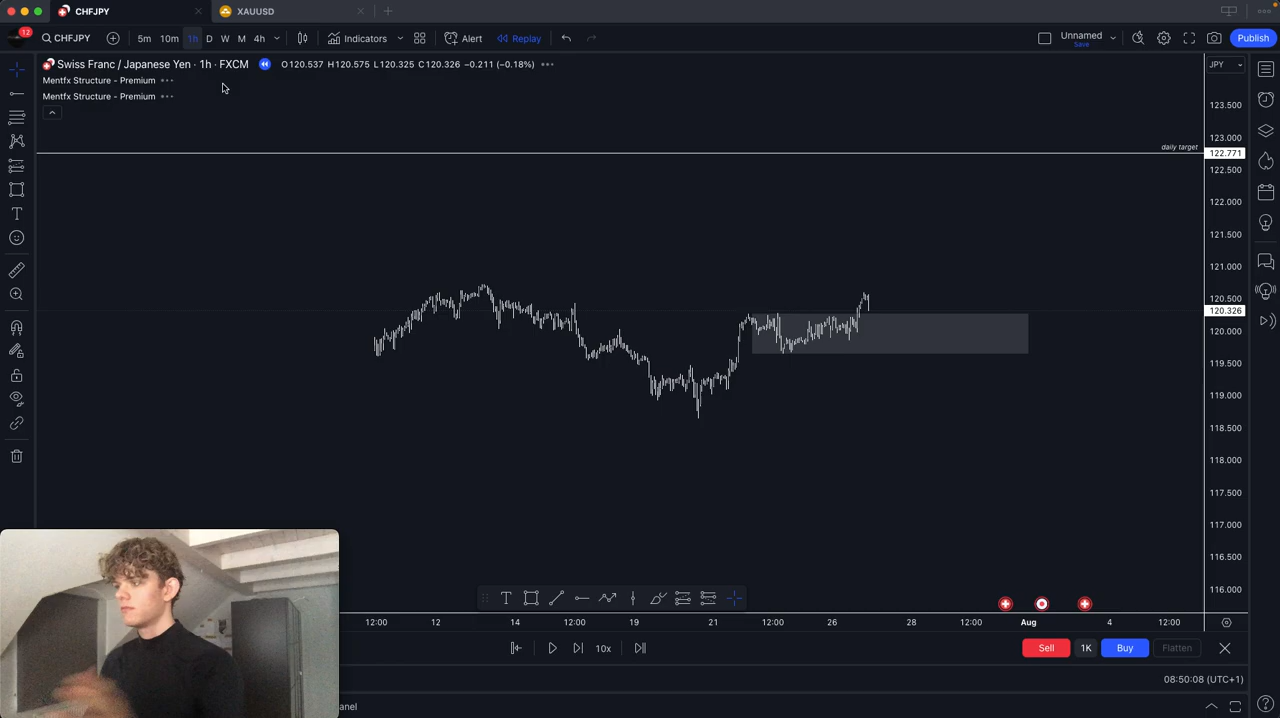 CHFJPY
XAUUSD
12
CHFJPY
5m 10m 1h D W M 4h
Indicators
Alert
Replay
Unnamed
Save
Publish
Swiss Franc / Japanese Yen · 1h · FXCM
O120.537 H120.575 L120.325 C120.326 −0.211 (−0.18%)
JPY
Mentfx Structure - Premium
Mentfx Structure - Premium
123.500
123.000
daily target
122.771
122.500
122.000
121.500
121.000
120.500
120.326
120.000
119.500
119.000
118.500
118.000
117.500
117.000
116.500
116.000
12:00 12 14 12:00 19 21 12:00 26 28 12:00 Aug 4 12:00
10x
Sell 1K Buy Flatten
08:50:08 (UTC+1)
anel